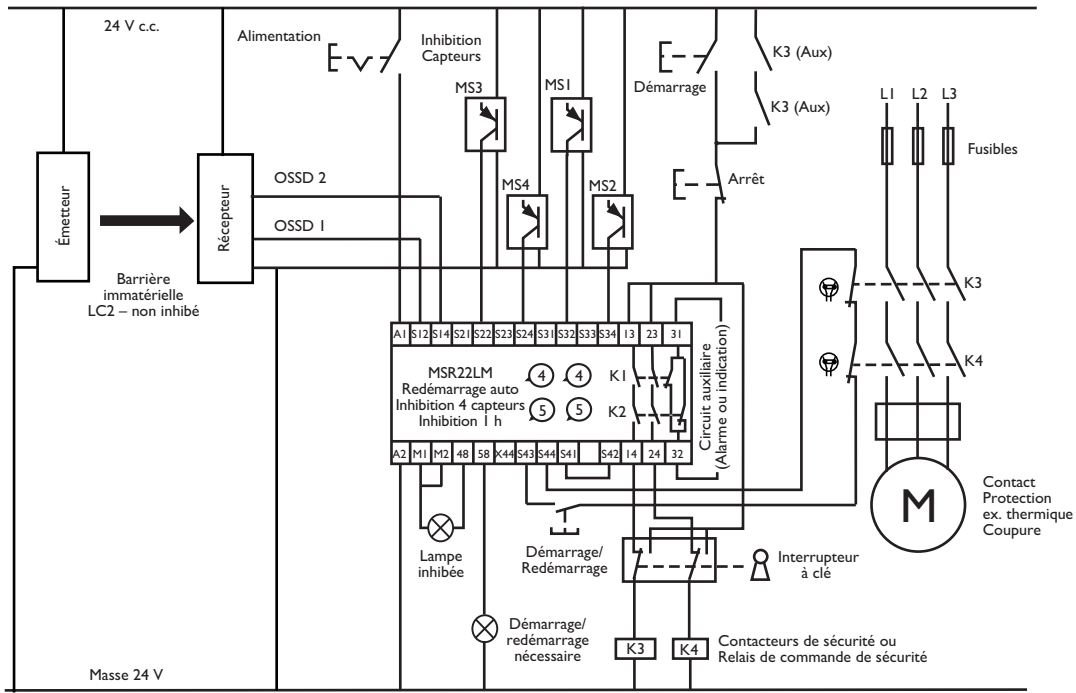 24 V c.c.
Alimentation
Inhibition
Capteurs
MS3
MS1
MS4
MS2
Démarrage
K3 (Aux)
K3 (Aux)
Arrêt
L1 L2 L3
Fusibles
Émetteur
Récepteur
OSSD 2
OSSD 1
Barrière
immatérielle
LC2 – non inhibé
K3
K4
A1 S12 S14 S21 S22 S23 S24 S31 S32 S33 S34 13 23 31
MSR22LM
Redémarrage auto
Inhibition 4 capteurs
Inhibition 1 h
4 4
5 5
K1
K2
Circuit auxiliaire
(Alarme ou indication)
A2 M1 M2 48 58 X44 S43 S44 S41 S42 14 24 32
M
Contact
Protection
ex. thermique
Coupure
Lampe
inhibée
Démarrage/
Redémarrage
Interrupteur
à clé
Démarrage/
redémarrage
nécessaire
K3
K4
Contacteurs de sécurité ou
Relais de commande de sécurité
Masse 24 V